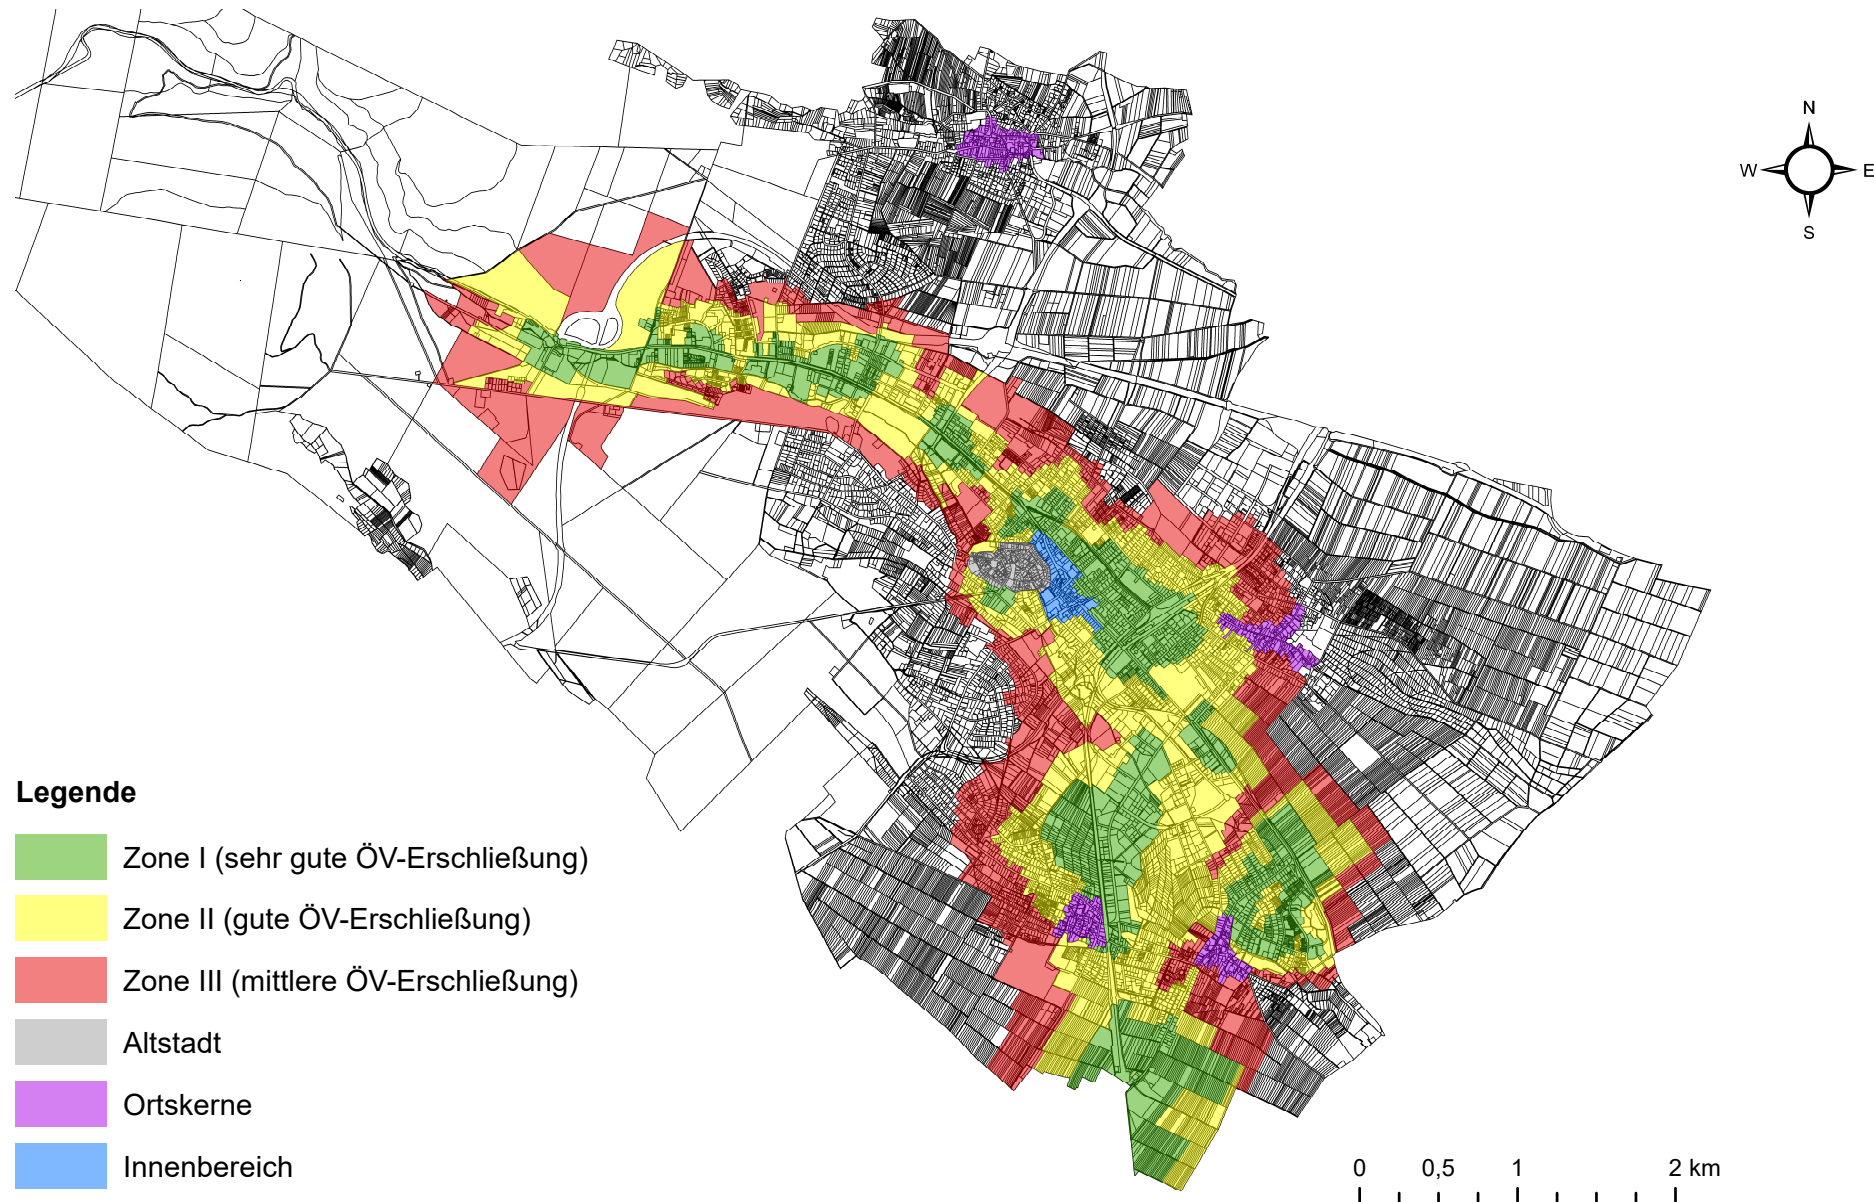 N
W E
S
Legende
Zone I (sehr gute ÖV-Erschließung)
Zone II (gute ÖV-Erschließung)
Zone III (mittlere ÖV-Erschließung)
Altstadt
Ortskerne
Innenbereich
0 0,5 1 2 km